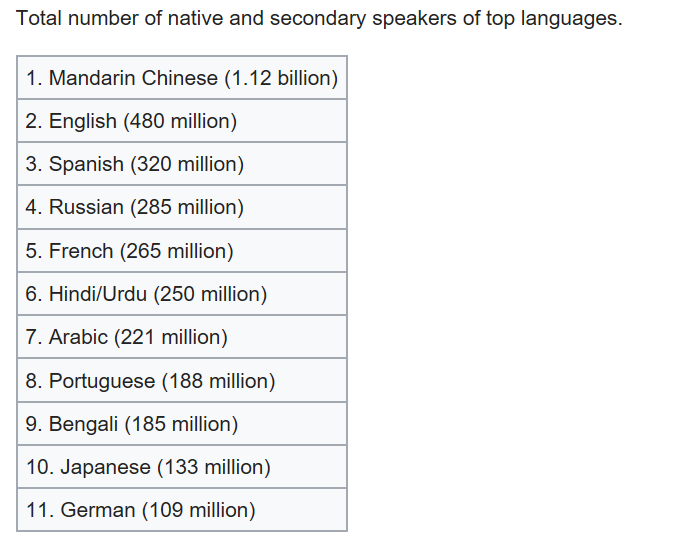 Total number of native and secondary speakers of top languages.
1. Mandarin Chinese (1.12 billion)
2. English (480 million)
3. Spanish (320 million)
4. Russian (285 million)
5. French (265 million)
6. Hindi/Urdu (250 million)
7. Arabic (221 million)
8. Portuguese (188 million)
9. Bengali (185 million)
10. Japanese (133 million)
11. German (109 million)